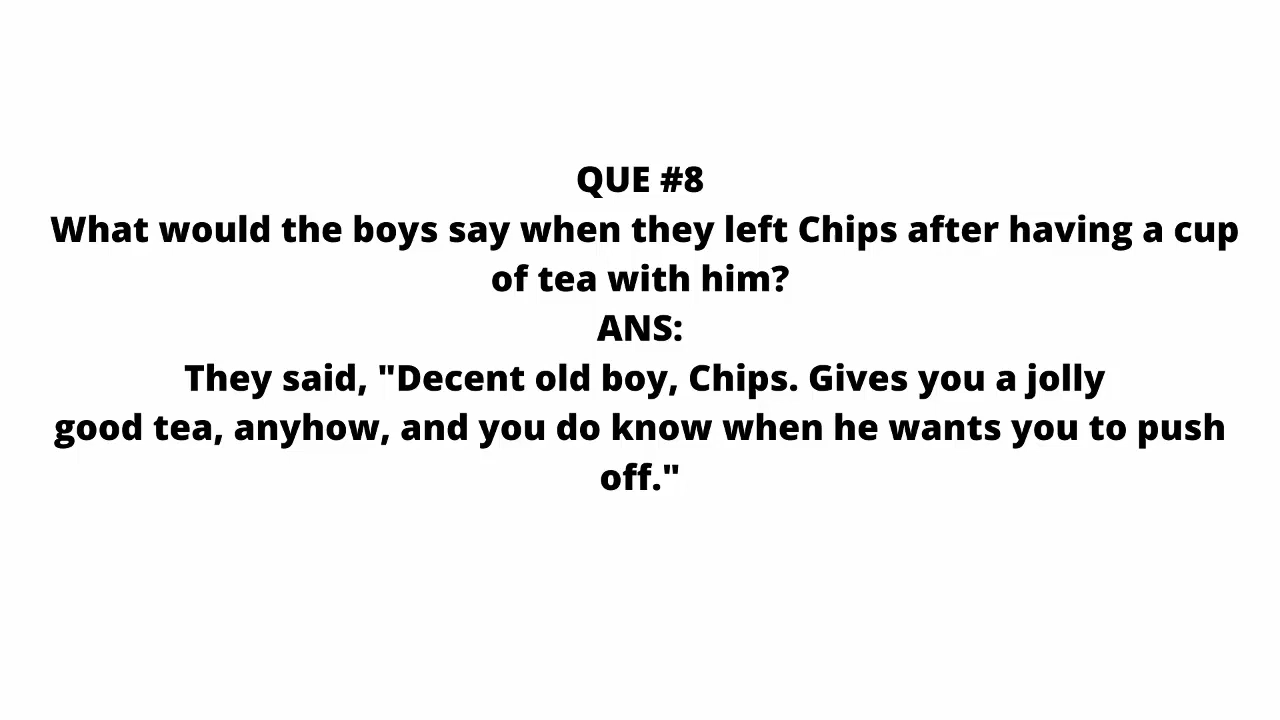 QUE #8
What would the boys say when they left Chips after having a cup
of tea with him?
ANS:
They said, "Decent old boy, Chips. Gives you a jolly
good tea, anyhow, and you do know when he wants you to push
off."